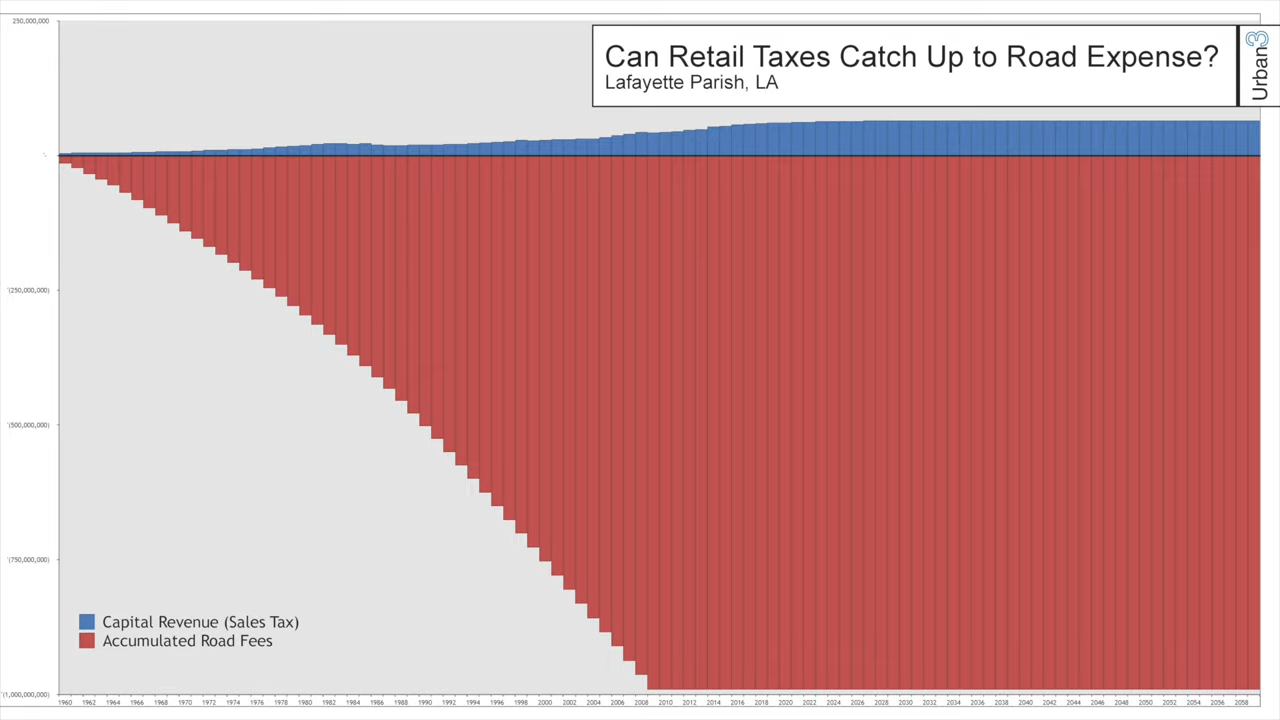 250,000,000
Can Retail Taxes Catch Up to Road Expense?
Lafayette Parish, LA
Urban3
-
(250,000,000)
(500,000,000)
(750,000,000)
Capital Revenue (Sales Tax)
Accumulated Road Fees
(1,000,000,000)
1960 1962 1964 1966 1968 1970 1972 1974 1976 1978 1980 1982 1984 1986 1988 1990 1992 1994 1996 1998 2000 2002 2004 2006 2008 2010 2012 2014 2016 2018 2020 2022 2024 2026 2028 2030 2032 2034 2036 2038 2040 2042 2044 2046 2048 2050 2052 2054 2056 2058